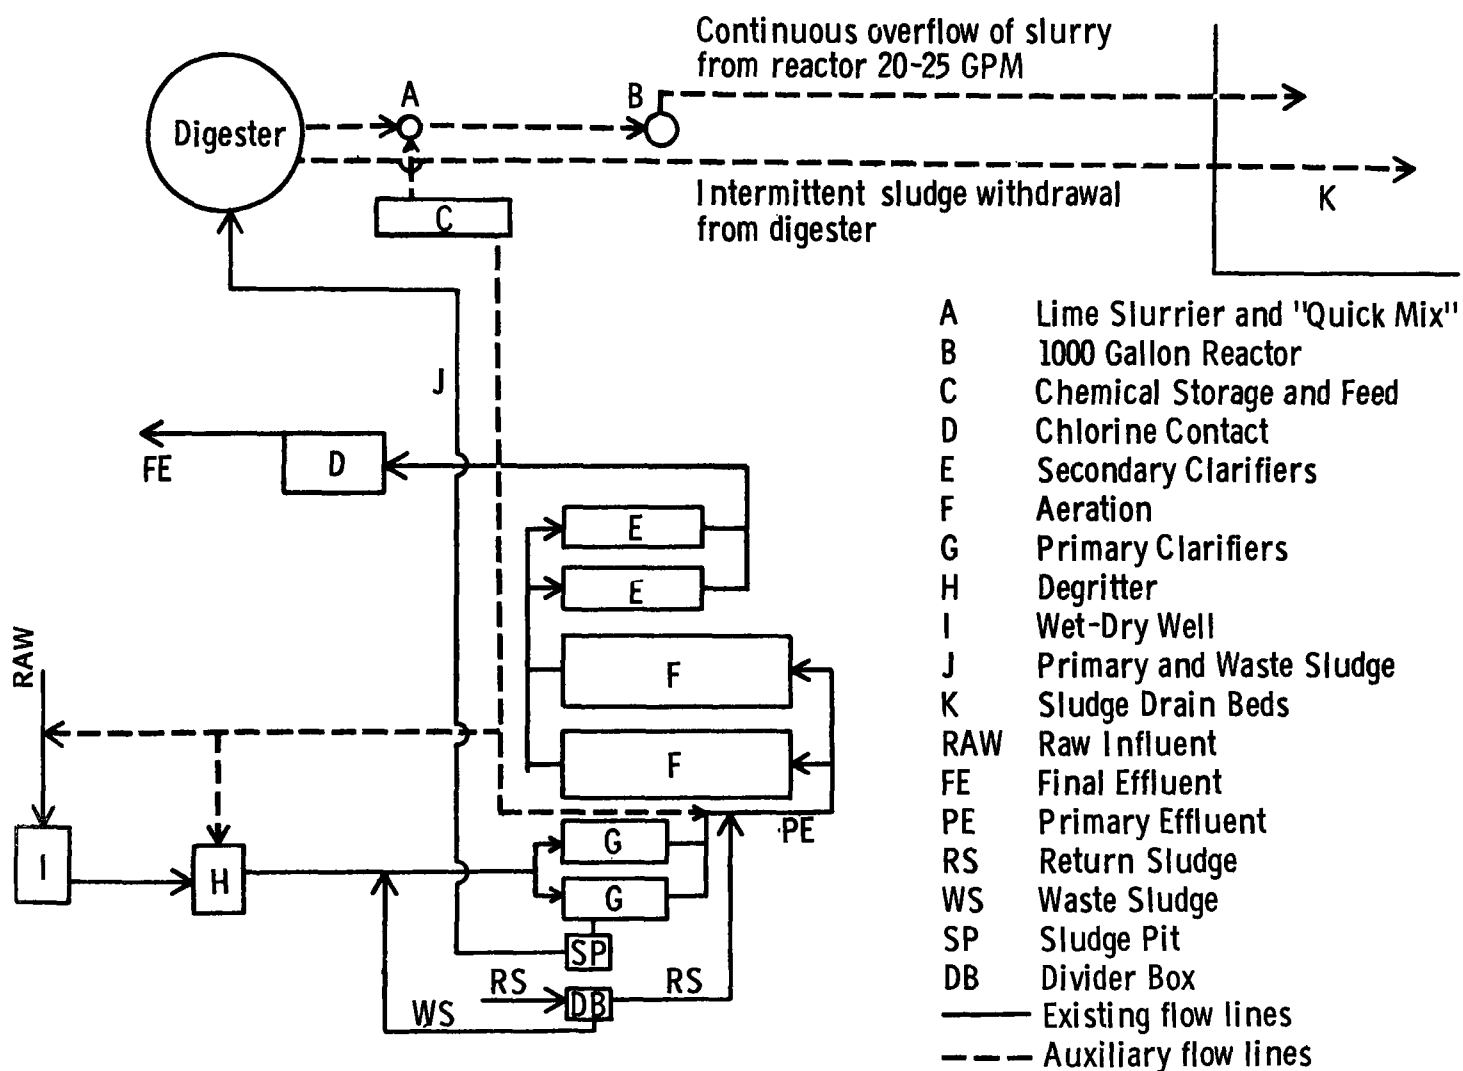 Continuous overflow of slurry
from reactor 20-25 GPM
A
B
Digester
Intermittent sludge withdrawal
from digester
K
C
J
FE
D
E
E
F
F
RAW
PE
I
H
G
G
SP
RS
DB
RS
WS
A Lime Slurrier and "Quick Mix"
B 1000 Gallon Reactor
C Chemical Storage and Feed
D Chlorine Contact
E Secondary Clarifiers
F Aeration
G Primary Clarifiers
H Degritter
I Wet-Dry Well
J Primary and Waste Sludge
K Sludge Drain Beds
RAW Raw Influent
FE Final Effluent
PE Primary Effluent
RS Return Sludge
WS Waste Sludge
SP Sludge Pit
DB Divider Box
Existing flow lines
Auxiliary flow lines